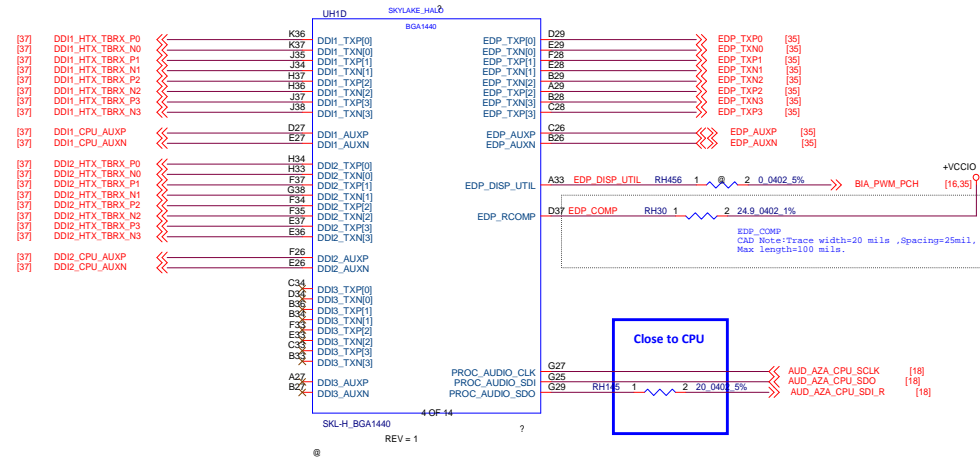 UH1D SKYLAKE_HALO ?
BGA1440
[37] DDI1_HTX_TBRX_P0 K36 DDI1_TXP[0] EDP_TXP[0] D29 EDP_TXP0 [35]
[37] DDI1_HTX_TBRX_N0 K37 DDI1_TXN[0] EDP_TXN[0] E29 EDP_TXN0 [35]
[37] DDI1_HTX_TBRX_P1 J35 DDI1_TXP[1] EDP_TXP[1] F28 EDP_TXP1 [35]
[37] DDI1_HTX_TBRX_N1 J34 DDI1_TXN[1] EDP_TXN[1] E28 EDP_TXN1 [35]
[37] DDI1_HTX_TBRX_P2 H37 DDI1_TXP[2] EDP_TXP[2] B29 EDP_TXN2 [35]
[37] DDI1_HTX_TBRX_N2 H36 DDI1_TXN[2] EDP_TXN[2] A29 EDP_TXP2 [35]
[37] DDI1_HTX_TBRX_P3 J37 DDI1_TXP[3] EDP_TXN[3] B28 EDP_TXN3 [35]
[37] DDI1_HTX_TBRX_N3 J38 DDI1_TXN[3] EDP_TXP[3] C28 EDP_TXP3 [35]
[37] DDI1_CPU_AUXP D27 DDI1_AUXP EDP_AUXP C26 EDP_AUXP [35]
[37] DDI1_CPU_AUXN E27 DDI1_AUXN EDP_AUXN B26 EDP_AUXN [35]
[37] DDI2_HTX_TBRX_P0 H34 DDI2_TXP[0]
[37] DDI2_HTX_TBRX_N0 H33 DDI2_TXN[0] +VCCIO
[37] DDI2_HTX_TBRX_P1 F37 DDI2_TXP[1] EDP_DISP_UTIL A33 EDP_DISP_UTIL RH456 1 @ 2 0_0402_5% BIA_PWM_PCH [16,35]
[37] DDI2_HTX_TBRX_N1 G38 DDI2_TXN[1]
[37] DDI2_HTX_TBRX_P2 F34 DDI2_TXP[2]
[37] DDI2_HTX_TBRX_N2 F35 DDI2_TXN[2] EDP_RCOMP D37 EDP_COMP RH30 1 2 24.9_0402_1%
[37] DDI2_HTX_TBRX_P3 E37 DDI2_TXP[3]
[37] DDI2_HTX_TBRX_N3 E36 DDI2_TXN[3]
EDP_COMP
CAD Note:Trace width=20 mils ,Spacing=25mil,
Max length=100 mils.
[37] DDI2_CPU_AUXP F26 DDI2_AUXP
[37] DDI2_CPU_AUXN E26 DDI2_AUXN
C34 DDI3_TXP[0]
D34 DDI3_TXN[0]
B36 DDI3_TXP[1]
B34 DDI3_TXN[1]
F33 DDI3_TXP[2]
E33 DDI3_TXN[2]
C33 DDI3_TXP[3]
B33 DDI3_TXN[3]
Close to CPU
A27 DDI3_AUXP
B27 DDI3_AUXN
PROC_AUDIO_CLK G27 AUD_AZA_CPU_SCLK [18]
PROC_AUDIO_SDI G25 AUD_AZA_CPU_SDO [18]
PROC_AUDIO_SDO G29 RH145 1 2 20_0402_5% AUD_AZA_CPU_SDI_R [18]
4 OF 14
SKL-H_BGA1440 ?
REV = 1
@